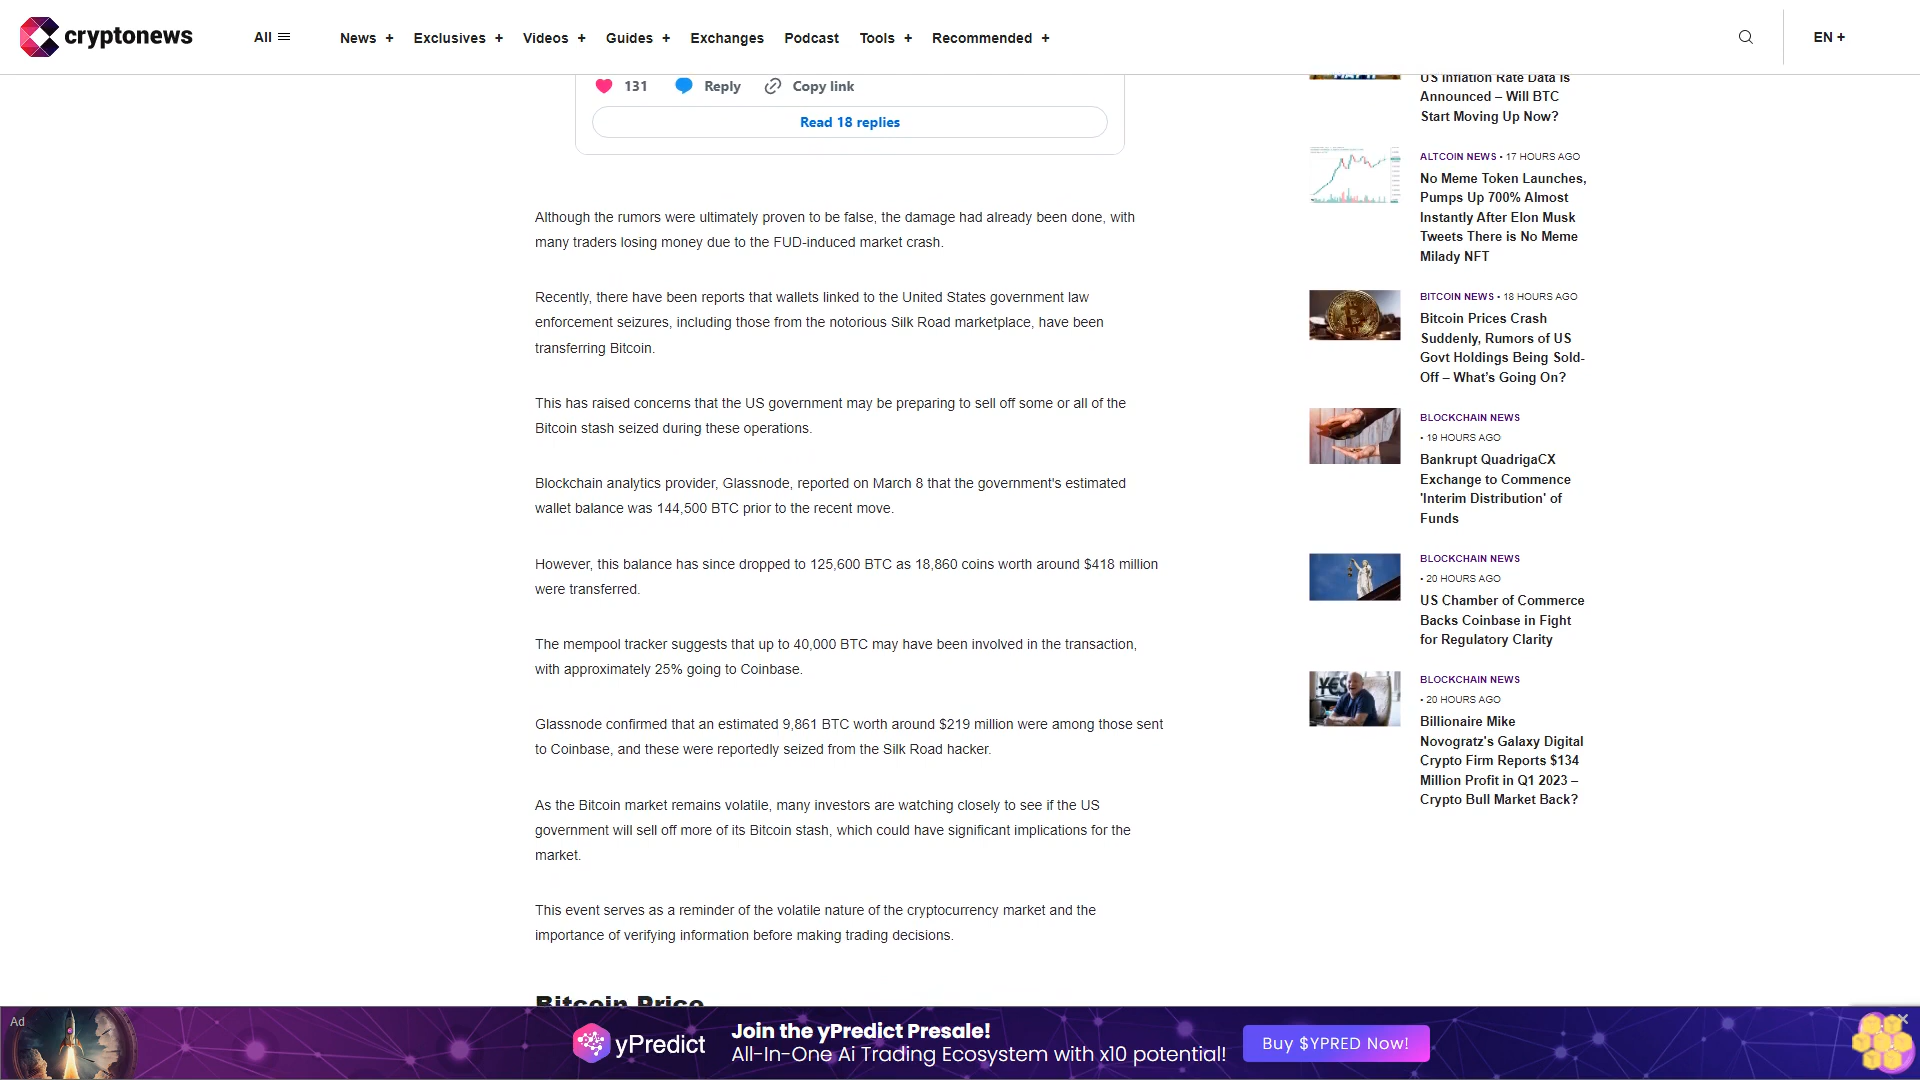 cryptonews
All
News +
Exclusives +
Videos +
Guides +
Exchanges
Podcast
Tools +
Recommended +
EN +
131
Reply
Copy link
Read 18 replies
Although the rumors were ultimately proven to be false, the damage had already been done, with
many traders losing money due to the FUD-induced market crash.
Recently, there have been reports that wallets linked to the United States government law
enforcement seizures, including those from the notorious Silk Road marketplace, have been
transferring Bitcoin.
This has raised concerns that the US government may be preparing to sell off some or all of the
Bitcoin stash seized during these operations.
Blockchain analytics provider, Glassnode, reported on March 8 that the government's estimated
wallet balance was 144,500 BTC prior to the recent move.
However, this balance has since dropped to 125,600 BTC as 18,860 coins worth around $418 million
were transferred.
The mempool tracker suggests that up to 40,000 BTC may have been involved in the transaction,
with approximately 25% going to Coinbase.
Glassnode confirmed that an estimated 9,861 BTC worth around $219 million were among those sent
to Coinbase, and these were reportedly seized from the Silk Road hacker.
As the Bitcoin market remains volatile, many investors are watching closely to see if the US
government will sell off more of its Bitcoin stash, which could have significant implications for the
market.
This event serves as a reminder of the volatile nature of the cryptocurrency market and the
importance of verifying information before making trading decisions.
Bitcoin Price
US Inflation Rate Data is
Announced – Will BTC
Start Moving Up Now?
ALTCOIN NEWS • 17 HOURS AGO
No Meme Token Launches,
Pumps Up 700% Almost
Instantly After Elon Musk
Tweets There is No Meme
Milady NFT
BITCOIN NEWS • 18 HOURS AGO
Bitcoin Prices Crash
Suddenly, Rumors of US
Govt Holdings Being Sold-
Off – What's Going On?
BLOCKCHAIN NEWS
• 19 HOURS AGO
Bankrupt QuadrigaCX
Exchange to Commence
'Interim Distribution' of
Funds
BLOCKCHAIN NEWS
• 20 HOURS AGO
US Chamber of Commerce
Backs Coinbase in Fight
for Regulatory Clarity
BLOCKCHAIN NEWS
• 20 HOURS AGO
Billionaire Mike
Novogratz's Galaxy Digital
Crypto Firm Reports $134
Million Profit in Q1 2023 –
Crypto Bull Market Back?
Ad
yPredict
Join the yPredict Presale!
All-In-One Ai Trading Ecosystem with x10 potential!
Buy $YPRED Now!